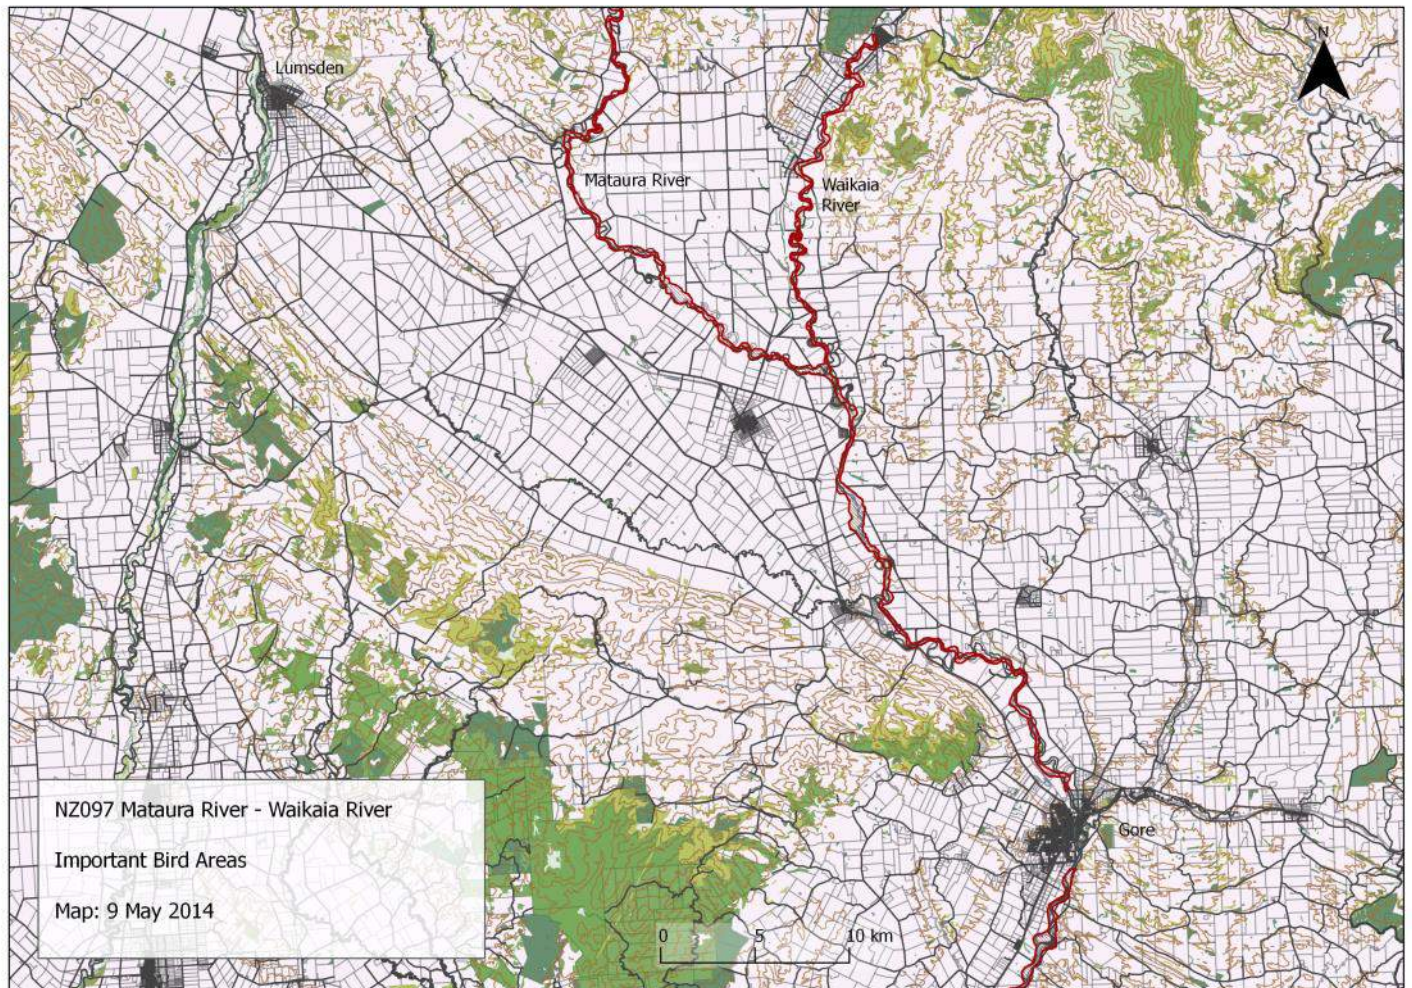 N
Lumsden
Mataura River
Waikaia
River
Gore
NZ097 Mataura River - Waikaia River
Important Bird Areas
Map: 9 May 2014
0 5 10 km